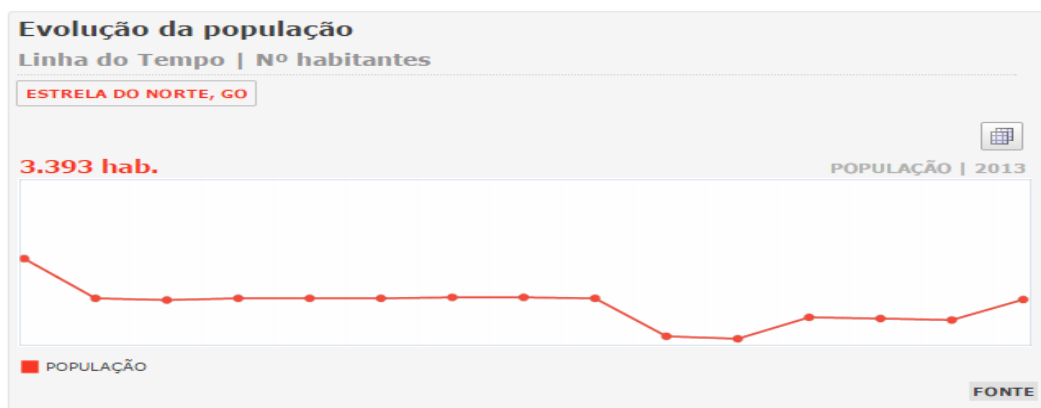 Evolução da população
Linha do Tempo | Nº habitantes
ESTRELA DO NORTE, GO
3.393 hab.
POPULAÇÃO | 2013
POPULAÇÃO
FONTE